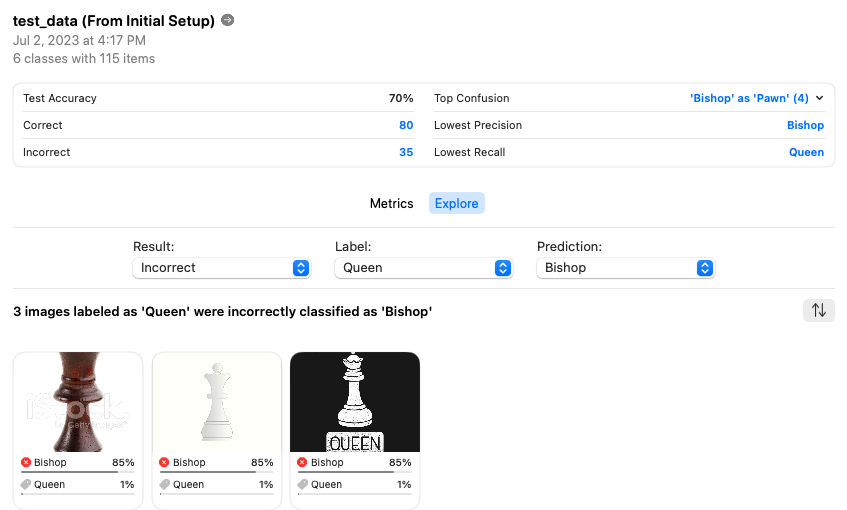 test_data (From Initial Setup)
Jul 2, 2023 at 4:17 PM
6 classes with 115 items
Test Accuracy 70% Top Confusion 'Bishop' as 'Pawn' (4)
Correct 80 Lowest Precision Bishop
Incorrect 35 Lowest Recall Queen
Metrics Explore
Result: Label: Prediction:
Incorrect Queen Bishop
3 images labeled as 'Queen' were incorrectly classified as 'Bishop'
iStock
by Getty Images
QUEEN
Bishop 85% Bishop 85% Bishop 85%
Queen 1% Queen 1% Queen 1%